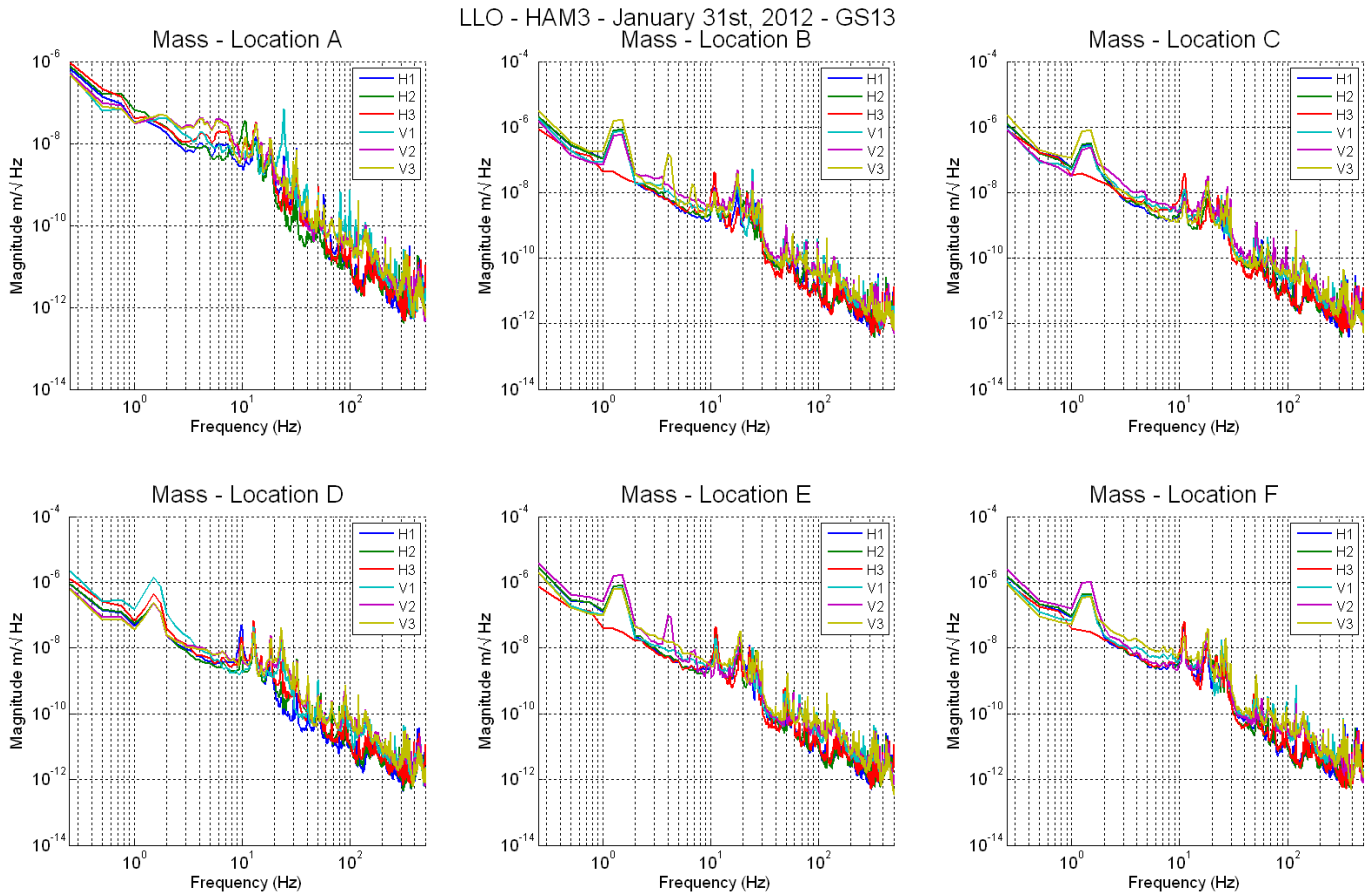 LLO - HAM3 - January 31st, 2012 - GS13
Mass - Location A
Magnitude m/√ Hz
10^-6
10^-8
10^-10
10^-12
10^-14
10^0
10^1
10^2
Frequency (Hz)
H1
H2
H3
V1
V2
V3
Mass - Location B
Magnitude m/√ Hz
10^-4
10^-6
10^-8
10^-10
10^-12
10^-14
10^0
10^1
10^2
Frequency (Hz)
H1
H2
H3
V1
V2
V3
Mass - Location C
Magnitude m/√ Hz
10^-4
10^-6
10^-8
10^-10
10^-12
10^-14
10^0
10^1
10^2
Frequency (Hz)
H1
H2
H3
V1
V2
V3
Mass - Location D
Magnitude m/√ Hz
10^-4
10^-6
10^-8
10^-10
10^-12
10^-14
10^0
10^1
10^2
Frequency (Hz)
H1
H2
H3
V1
V2
V3
Mass - Location E
Magnitude m/√ Hz
10^-4
10^-6
10^-8
10^-10
10^-12
10^-14
10^0
10^1
10^2
Frequency (Hz)
H1
H2
H3
V1
V2
V3
Mass - Location F
Magnitude m/√ Hz
10^-4
10^-6
10^-8
10^-10
10^-12
10^-14
10^0
10^1
10^2
Frequency (Hz)
H1
H2
H3
V1
V2
V3